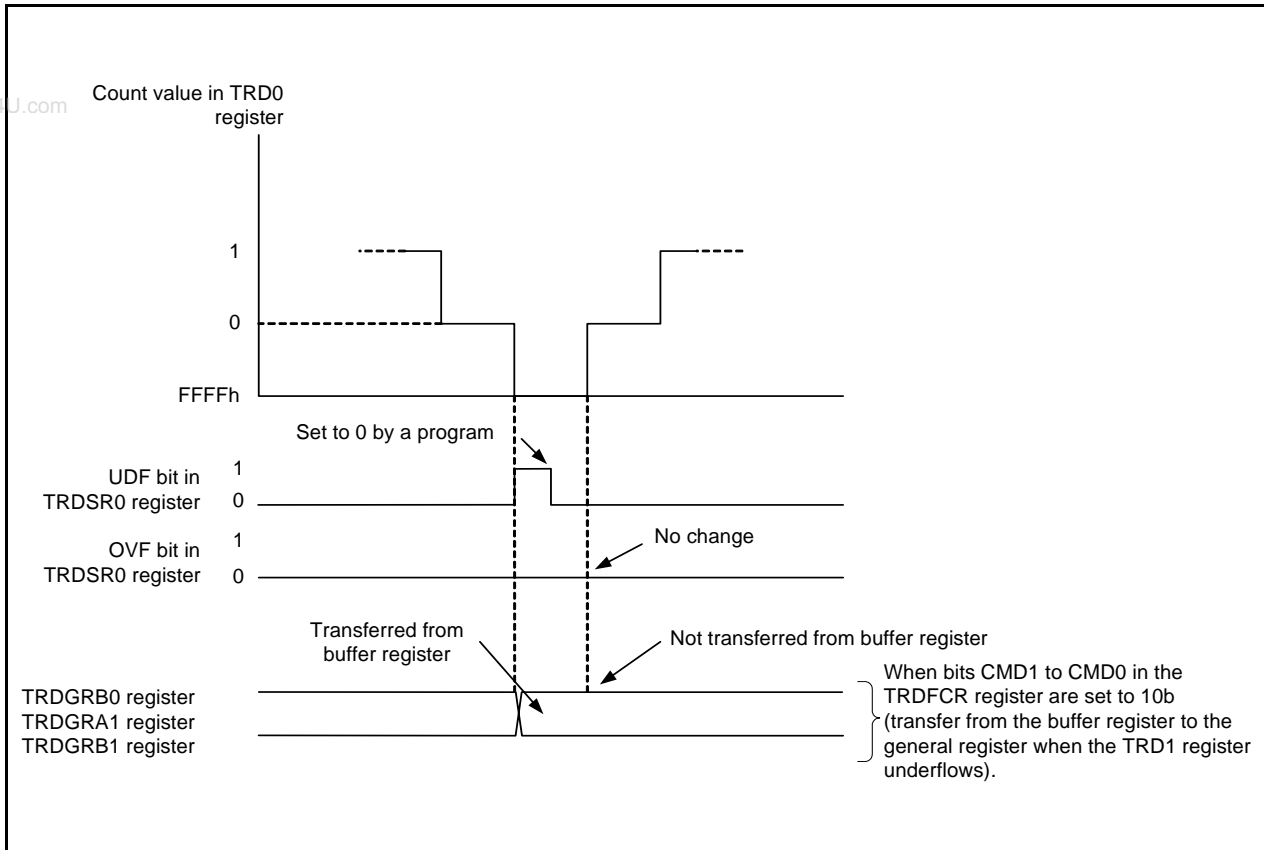 4U.com
Count value in TRD0
register
1
0
FFFFh
Set to 0 by a program
UDF bit in
TRDSR0 register
1
0
No change
OVF bit in
TRDSR0 register
1
0
Transferred from
buffer register
Not transferred from buffer register
TRDGRB0 register
TRDGRA1 register
TRDGRB1 register
When bits CMD1 to CMD0 in the
TRDFCR register are set to 10b
(transfer from the buffer register to the
general register when the TRD1 register
underflows).